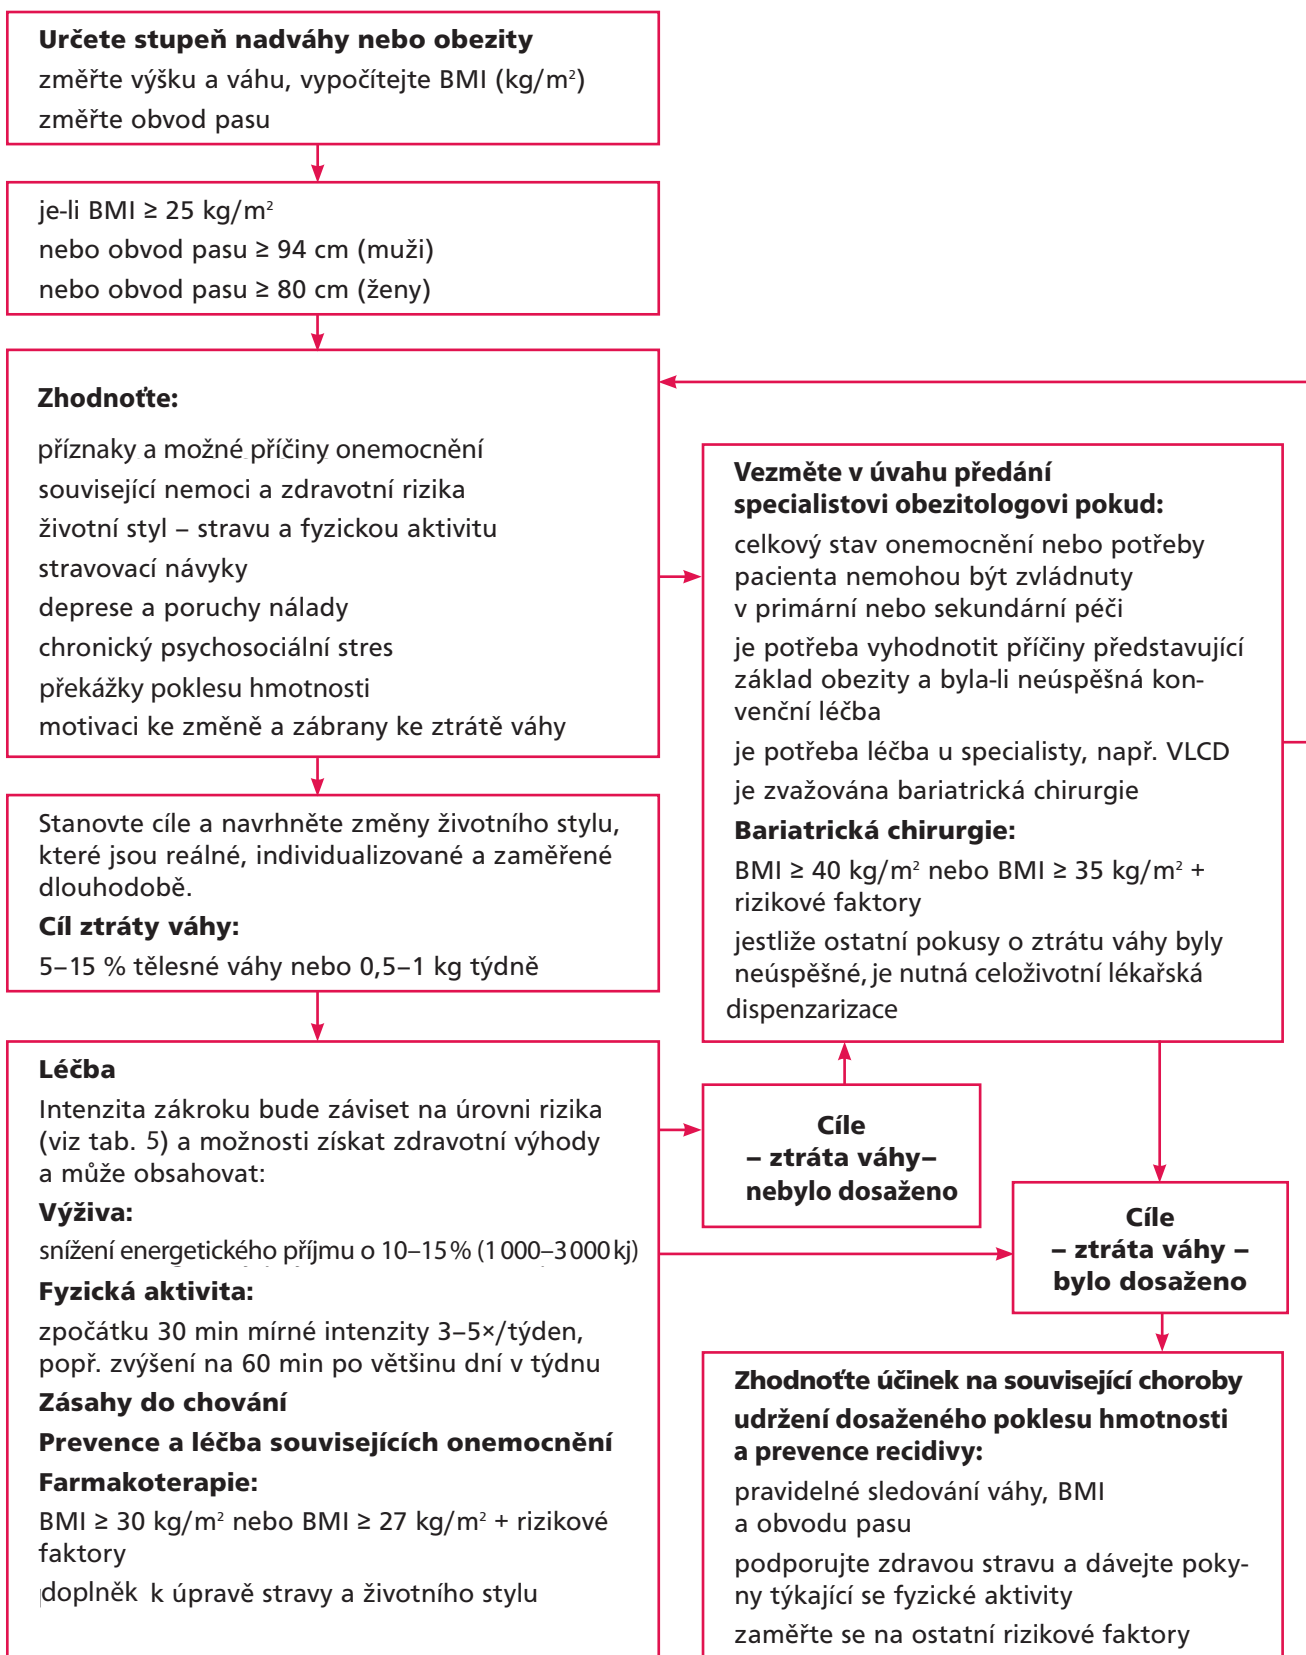 Určete stupeň nadváhy nebo obezity
změřte výšku a váhu, vypočítejte BMI (kg/m²)
změřte obvod pasu
je-li BMI ≥ 25 kg/m²
nebo obvod pasu ≥ 94 cm (muži)
nebo obvod pasu ≥ 80 cm (ženy)
Zhodnoťte:
příznaky a možné příčiny onemocnění
související nemoci a zdravotní rizika
životní styl – stravu a fyzickou aktivitu
stravovací návyky
deprese a poruchy nálady
chronický psychosociální stres
překážky poklesu hmotnosti
motivaci ke změně a zábrany ke ztrátě váhy
Vezměte v úvahu předání
specialistovi obezitologovi pokud:
celkový stav onemocnění nebo potřeby
pacienta nemohou být zvládnuty
v primární nebo sekundární péči
je potřeba vyhodnotit příčiny představující
základ obezity a byla-li neúspěšná kon-
venční léčba
je potřeba léčba u specialisty, např. VLCD
je zvažována bariatrická chirurgie
Bariatrická chirurgie:
BMI ≥ 40 kg/m² nebo BMI ≥ 35 kg/m² +
rizikové faktory
jestliže ostatní pokusy o ztrátu váhy byly
neúspěšné, je nutná celoživotní lékařská
dispenzarizace
Stanovte cíle a navrhněte změny životního stylu,
které jsou reálné, individualizované a zaměřené
dlouhodobě.
Cíl ztráty váhy:
5–15 % tělesné váhy nebo 0,5–1 kg týdně
Léčba
Intenzita zákroku bude záviset na úrovni rizika
(viz tab. 5) a možnosti získat zdravotní výhody
a může obsahovat:
Výživa:
snížení energetického příjmu o 10–15 % (1 000–3 000 kj)
Fyzická aktivita:
zpočátku 30 min mírné intenzity 3–5×/týden,
popř. zvýšení na 60 min po většinu dní v týdnu
Zásahy do chování
Prevence a léčba souvisejících onemocnění
Farmakoterapie:
BMI ≥ 30 kg/m² nebo BMI ≥ 27 kg/m² + rizikové
faktory
doplněk k úpravě stravy a životního stylu
Cíle
– ztráta váhy–
nebylo dosaženo
Cíle
– ztráta váhy –
bylo dosaženo
Zhodnoťte účinek na související choroby
udržení dosaženého poklesu hmotnosti
a prevence recidivy:
pravidelné sledování váhy, BMI
a obvodu pasu
podporujte zdravou stravu a dávejte poky-
ny týkající se fyzické aktivity
zaměřte se na ostatní rizikové faktory